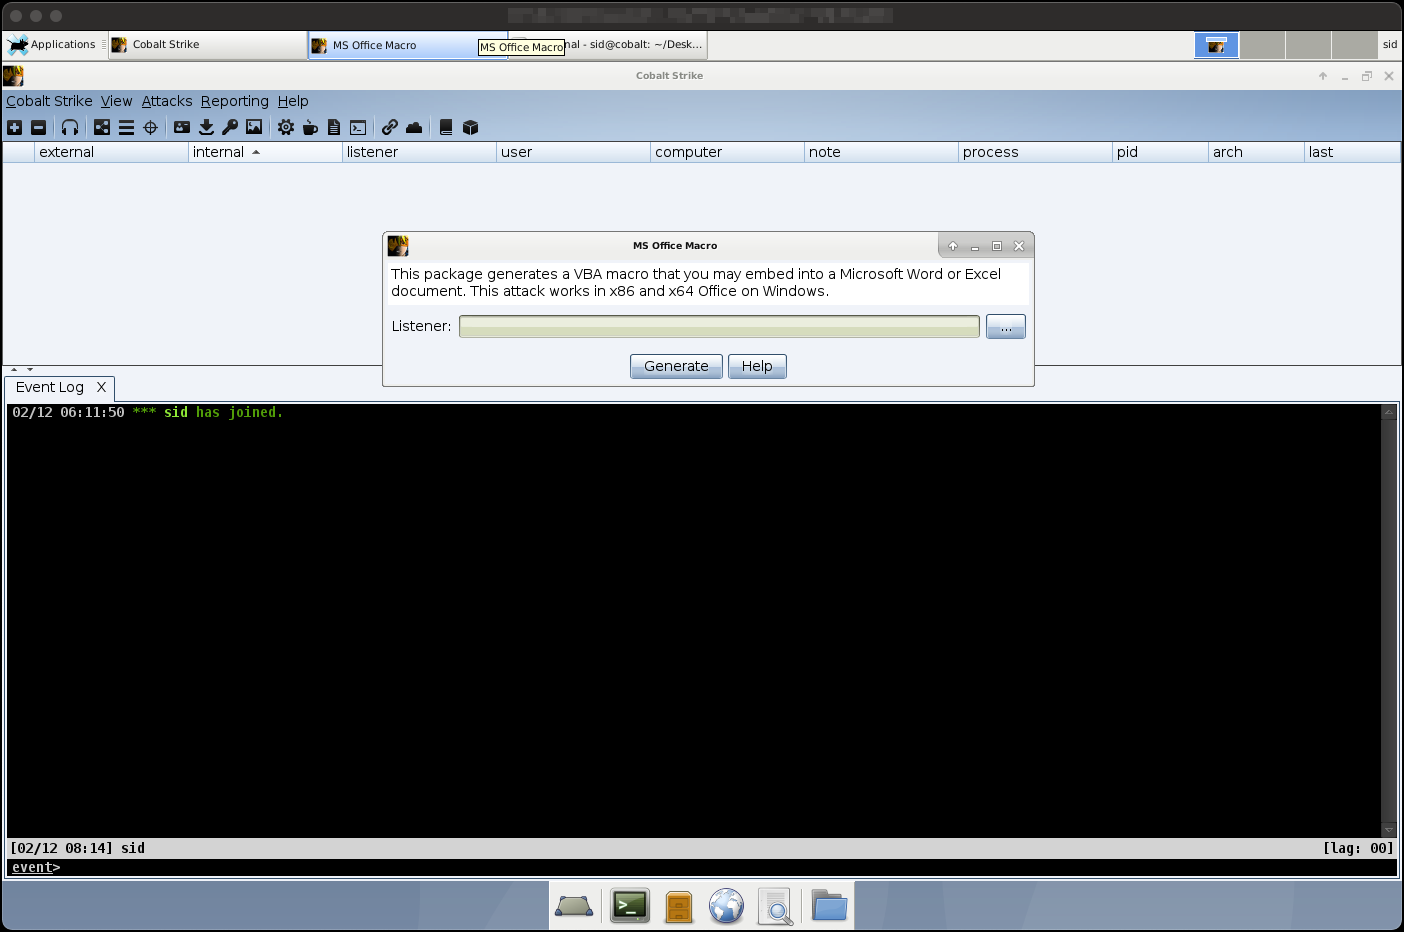 Applications
Cobalt Strike
MS Office Macro
MS Office Macro
nal - sid@cobalt: ~/Desk...
sid
Cobalt Strike
Cobalt Strike View Attacks Reporting Help
external internal listener user computer note process pid arch last
MS Office Macro
This package generates a VBA macro that you may embed into a Microsoft Word or Excel
document. This attack works in x86 and x64 Office on Windows.
Listener:
...
Generate Help
Event Log X
02/12 06:11:50 *** sid has joined.
[02/12 08:14] sid [lag: 00]
event>